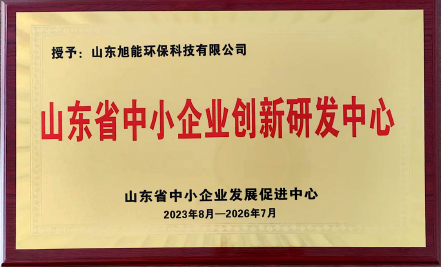 授予：山东旭能环保科技有限公司
山东省中小企业创新研发中心
山东省中小企业发展促进中心
2023年8月—2026年7月